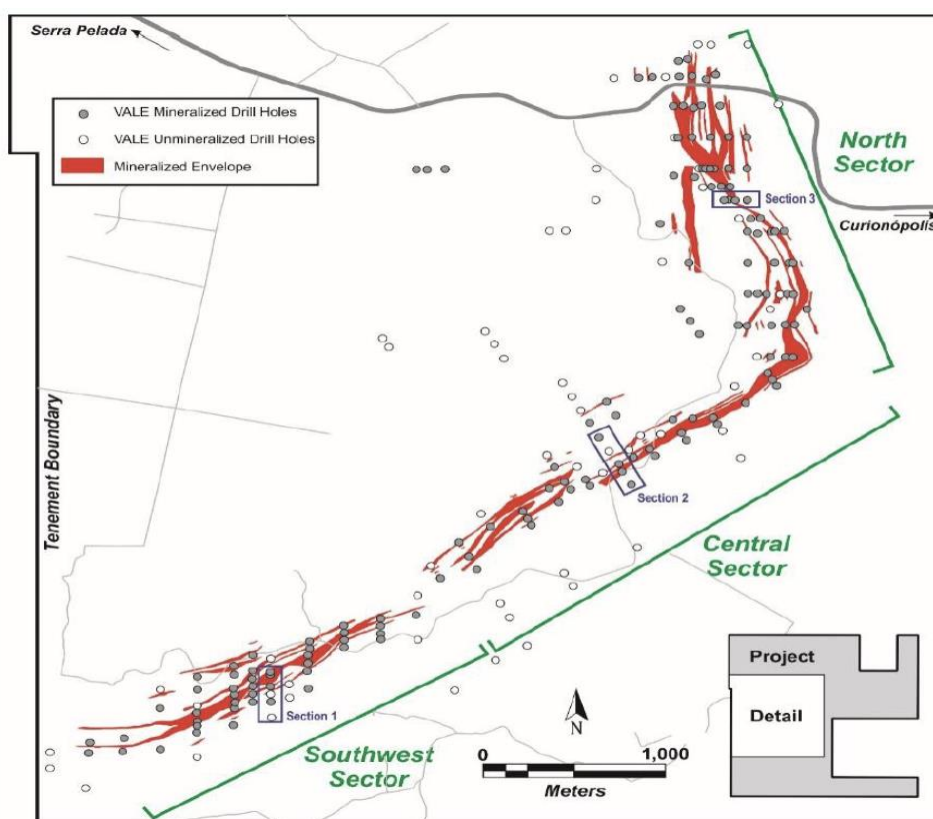 Serra Pelada
VALE Mineralized Drill Holes
VALE Unmineralized Drill Holes
Mineralized Envelope
North
Sector
Section 3
Curionópolis
Tenement Boundary
Section 2
Central
Sector
Section 1
Southwest
Sector
N
0
1,000
Meters
Project
Detail